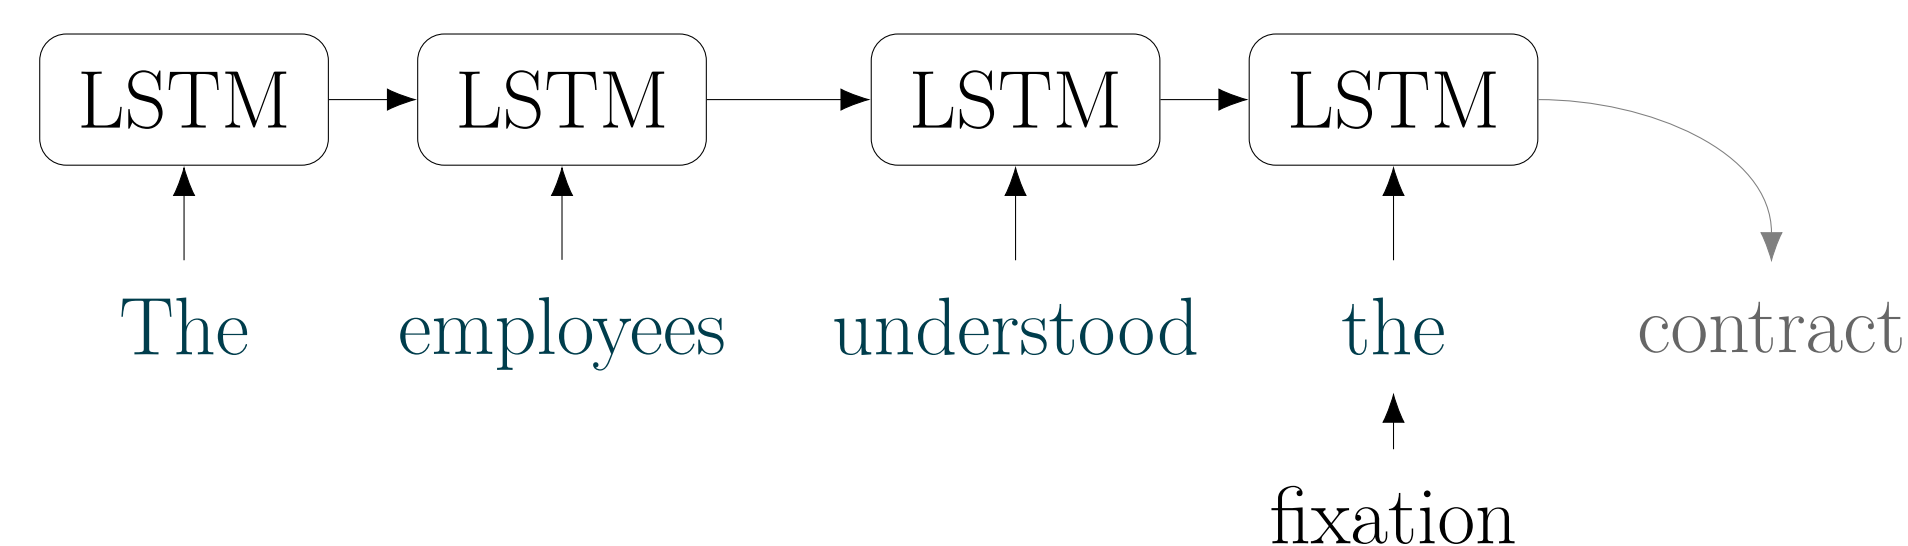 LSTM LSTM LSTM LSTM
The employees understood the contract
fixation